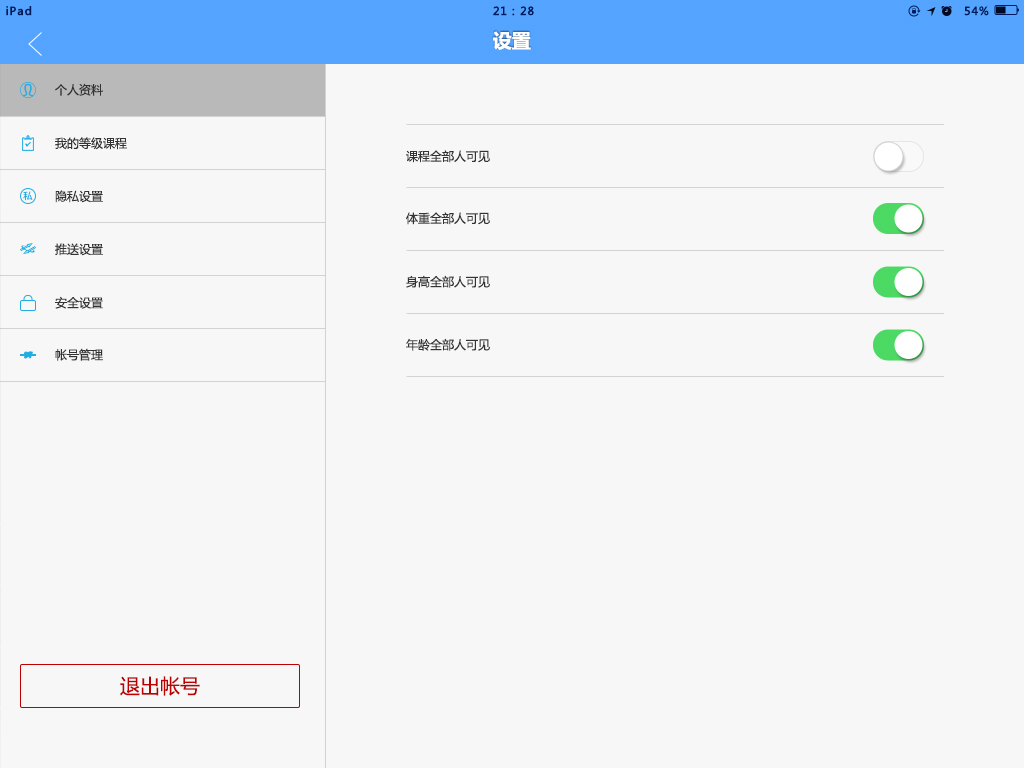 iPad
21：28
54%
设置
个人资料
我的等级课程
私
隐私设置
推送设置
安全设置
帐号管理
退出帐号
课程全部人可见
体重全部人可见
身高全部人可见
年龄全部人可见